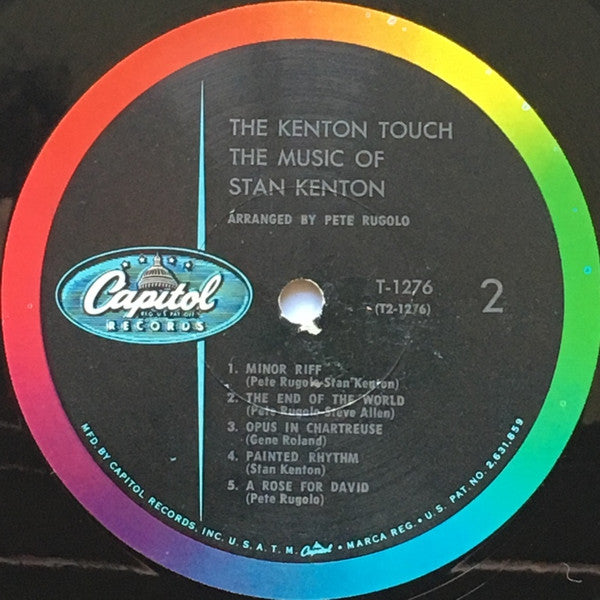 THE KENTON TOUCH
THE MUSIC OF
STAN KENTON
ARRANGED BY PETE RUGOLO
Capitol
REG. U.S. PAT. OFF.
RECORDS
T-1276
(T2-1276)
2
1. MINOR RIFF
(Pete Rugolo-Stan Kenton)
2. THE END OF THE WORLD
(Pete Rugolo-Steve Allen)
3. OPUS IN CHARTREUSE
(Gene Roland)
4. PAINTED RHYTHM
(Stan Kenton)
5. A ROSE FOR DAVID
(Pete Rugolo)
MFD. BY CAPITOL RECORDS, INC. U.S.A. T.M. Capitol • MARCA REG. • U.S. PAT. NO. 2,631,859